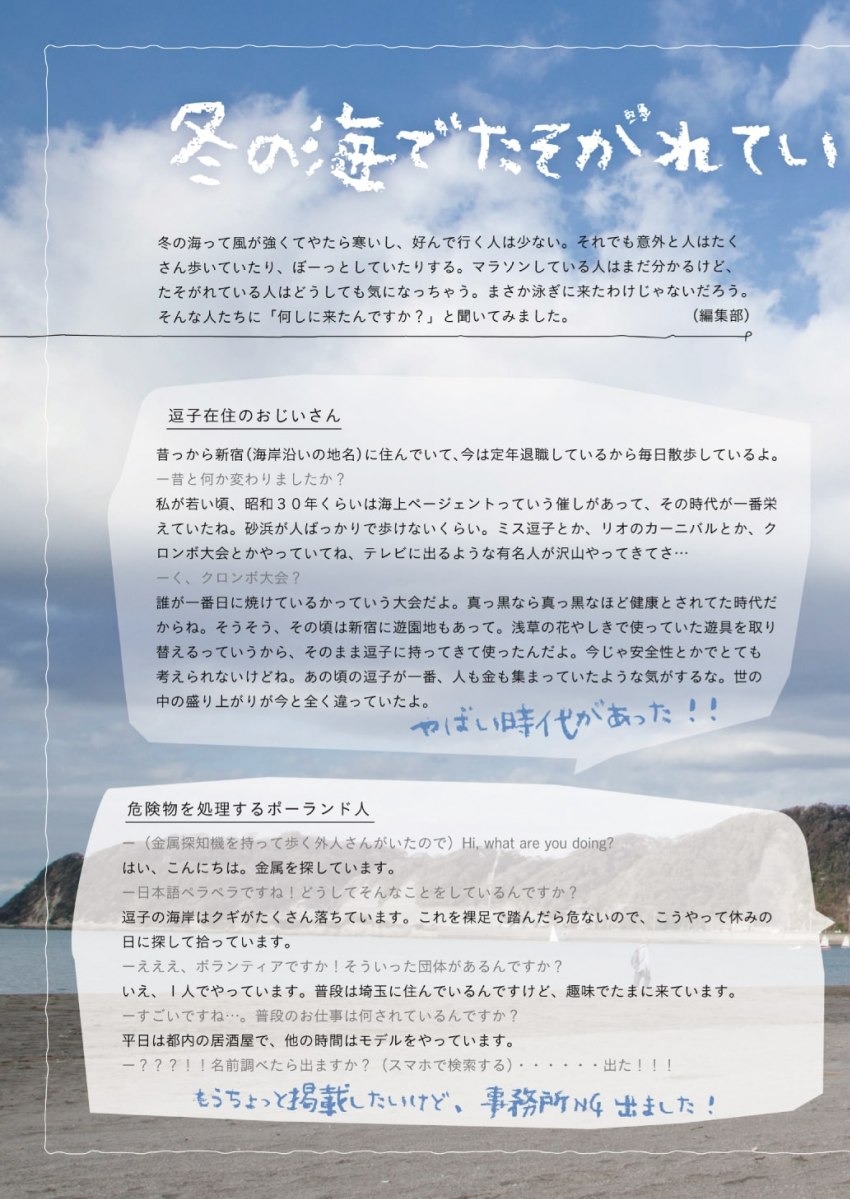 冬の海でたそがれてい
冬の海って風が強くてやたら寒いし、好んで行く人は少ない。それでも意外と人はたく
さん歩いていたり、ぼーっとしていたりする。マラソンしている人はまだ分かるけど、
たそがれている人はどうしても気になっちゃう。まさか泳ぎに来たわけじゃないだろう。
そんな人たちに「何しに来たんですか？」と聞いてみました。 （編集部）
逗子在住のおじいさん
昔っから新宿（海岸沿いの地名）に住んでいて、今は定年退職しているから毎日散歩しているよ。
ー昔と何か変わりましたか？
私が若い頃、昭和３０年くらいは海上ページェントっていう催しがあって、その時代が一番栄
えていたね。砂浜が人ばっかりで歩けないくらい。ミス逗子とか、リオのカーニバルとか、ク
ロンボ大会とかやっていてね、テレビに出るような有名人が沢山やってきてさ…
ーく、クロンボ大会？
誰が一番日に焼けているかっていう大会だよ。真っ黒なら真っ黒なほど健康とされてた時代だ
からね。そうそう、その頃は新宿に遊園地もあって。浅草の花やしきで使っていた遊具を取り
替えるっていうから、そのまま逗子に持ってきて使ったんだよ。今じゃ安全性とかでとても
考えられないけどね。あの頃の逗子が一番、人も金も集まっていたような気がするな。世の
中の盛り上がりが今と全く違っていたよ。
やばい時代があった！！
危険物を処理するポーランド人
ー（金属探知機を持って歩く外人さんがいたので）Hi, what are you doing?
はい、こんにちは。金属を探しています。
ー日本語ペラペラですね！どうしてそんなことをしているんですか？
逗子の海岸はクギがたくさん落ちています。これを裸足で踏んだら危ないので、こうやって休みの
日に探して拾っています。
ーえええ、ボランティアですか！そういった団体があるんですか？
いえ、１人でやっています。普段は埼玉に住んでいるんですけど、趣味でたまに来ています。
ーすごいですね…。普段のお仕事は何されているんですか？
平日は都内の居酒屋で、他の時間はモデルをやっています。
ー？？？！！名前調べたら出ますか？（スマホで検索する）・・・・・・出た！！！
もうちょっと掲載したいけど、事務所NG 出ました！